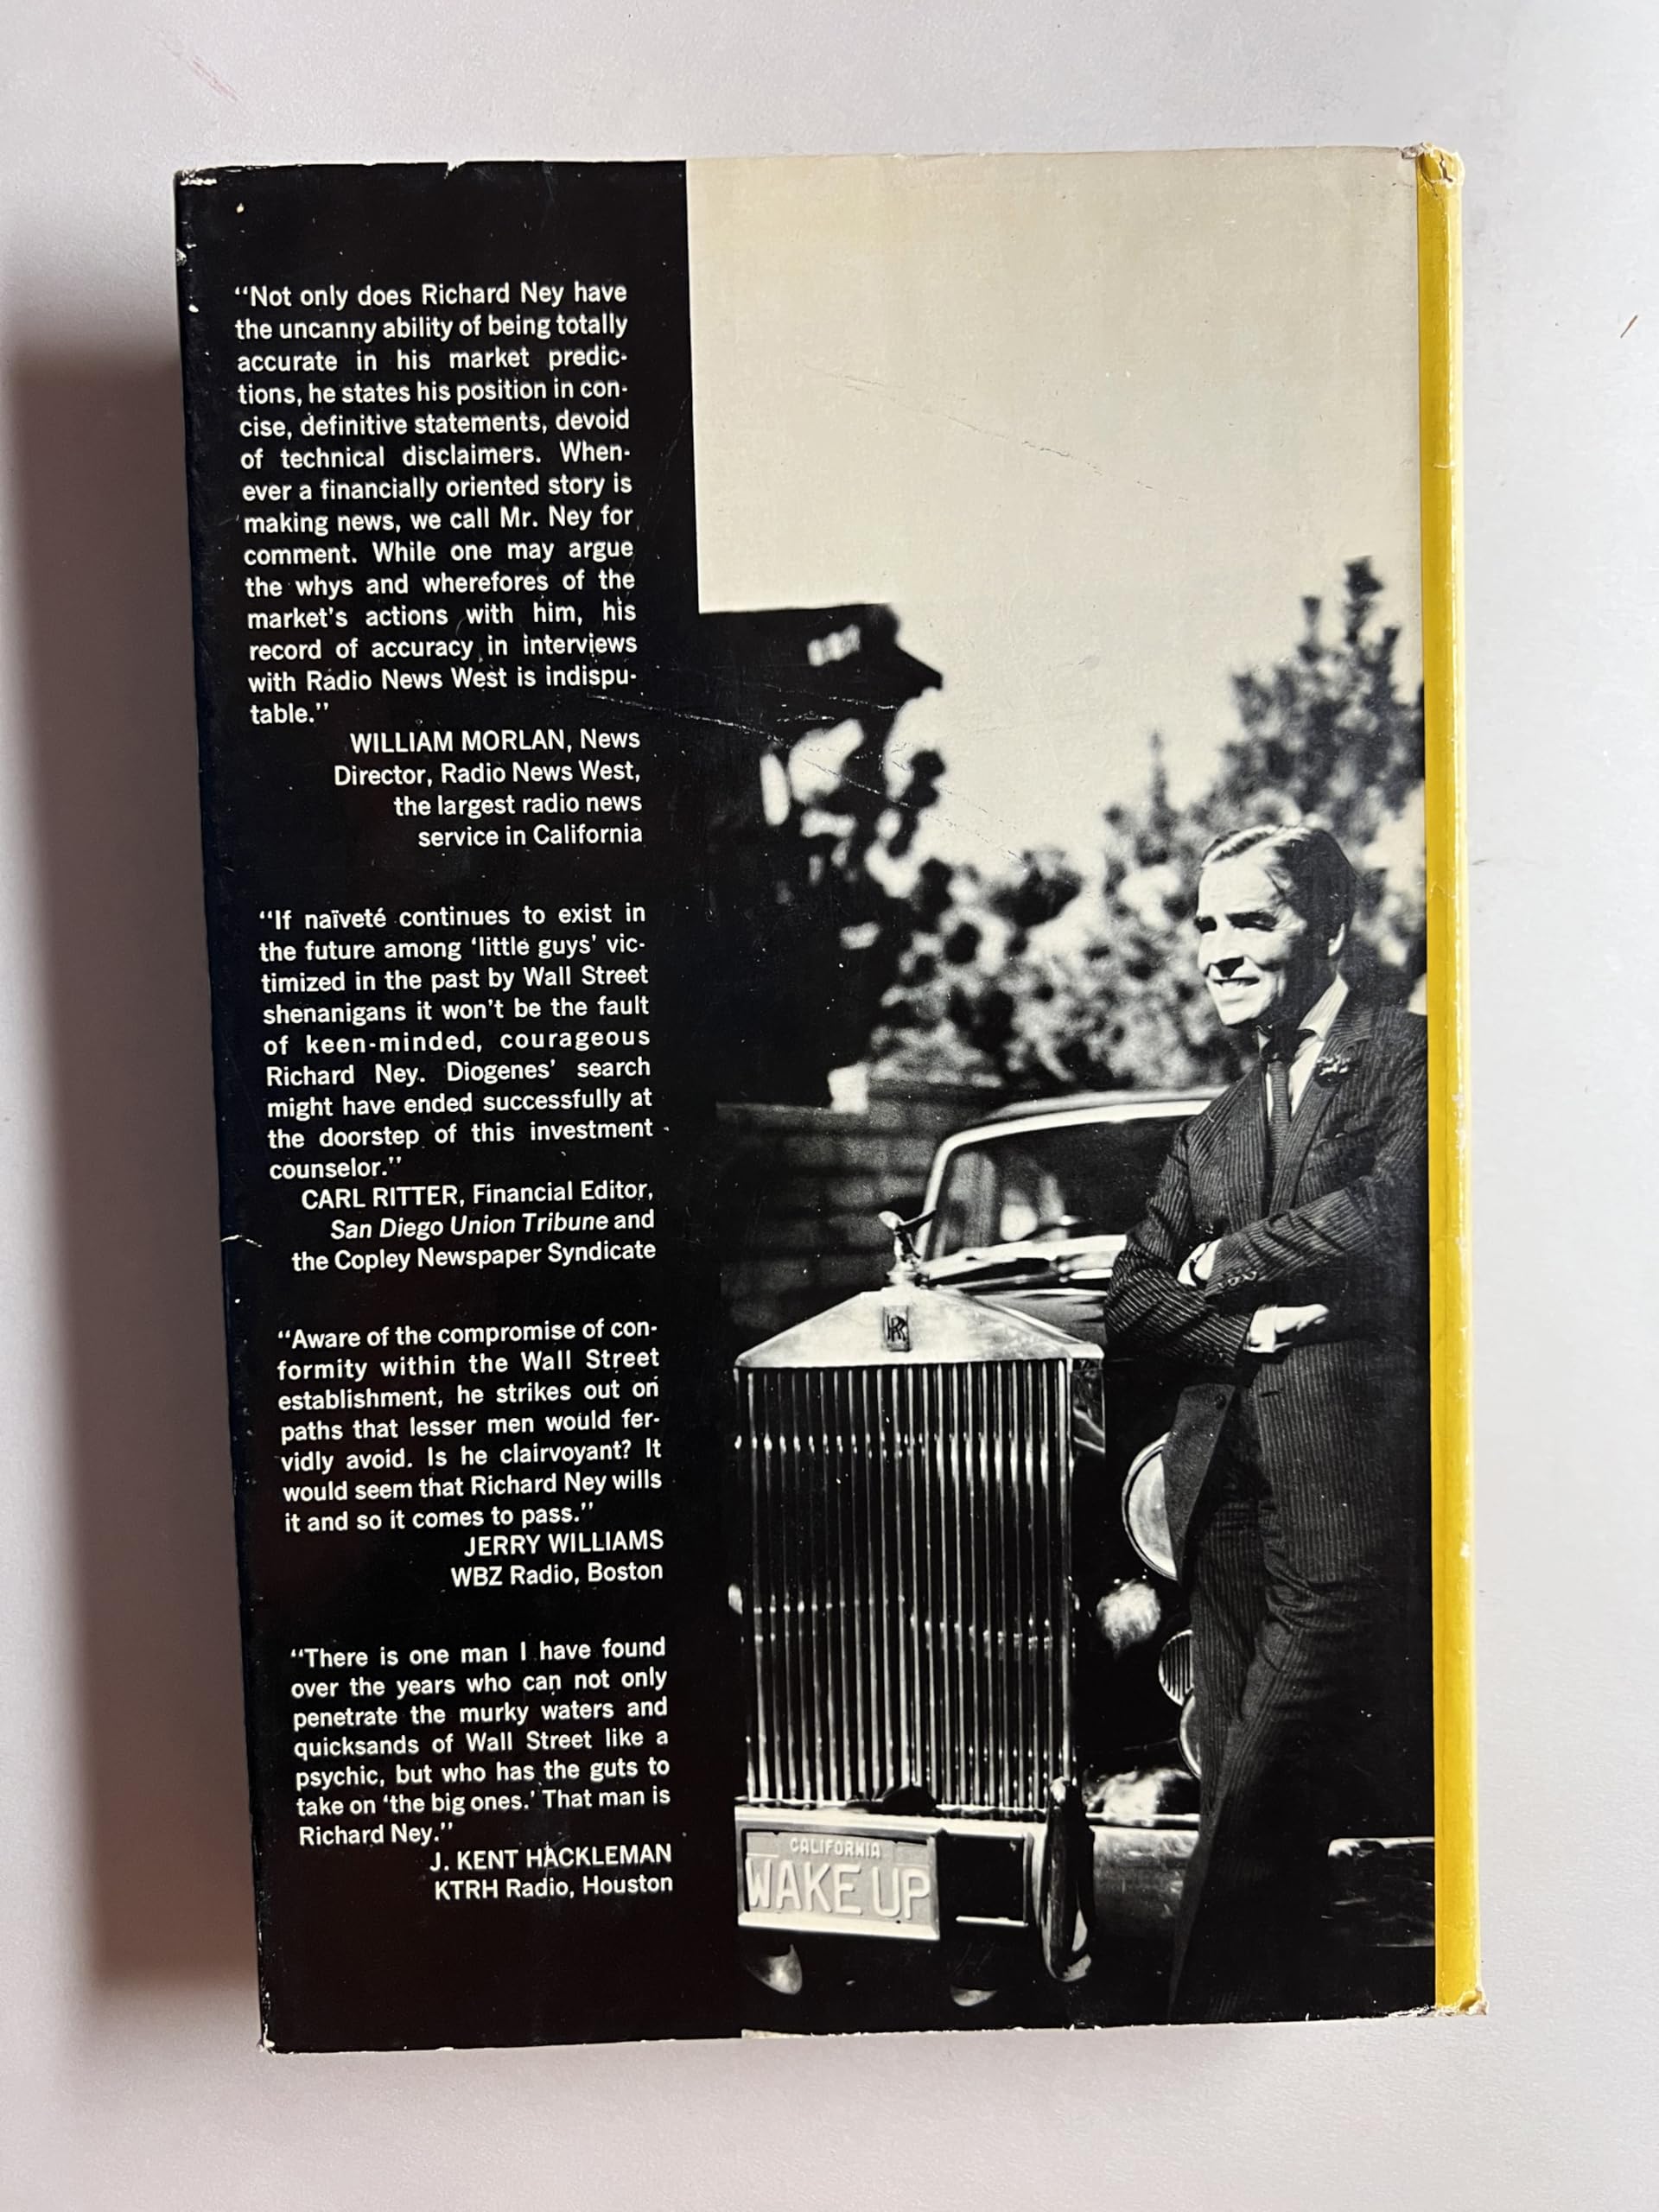 “Not only does Richard Ney have
the uncanny ability of being totally
accurate in his market predic-
tions, he states his position in con-
cise, definitive statements, devoid
of technical disclaimers. When-
ever a financially oriented story is
making news, we call Mr. Ney for
comment. While one may argue
the whys and wherefores of the
market’s actions with him, his
record of accuracy in interviews
with Radio News West is indispu-
table.”
WILLIAM MORLAN, News
Director, Radio News West,
the largest radio news
service in California
“If naïveté continues to exist in
the future among ‘little guys’ vic-
timized in the past by Wall Street
shenanigans it won’t be the fault
of keen-minded, courageous
Richard Ney. Diogenes’ search
might have ended successfully at
the doorstep of this investment
counselor.”
CARL RITTER, Financial Editor,
San Diego Union Tribune and
the Copley Newspaper Syndicate
“Aware of the compromise of con-
formity within the Wall Street
establishment, he strikes out on
paths that lesser men would fer-
vidly avoid. Is he clairvoyant? It
would seem that Richard Ney wills
it and so it comes to pass.”
JERRY WILLIAMS
WBZ Radio, Boston
“There is one man I have found
over the years who can not only
penetrate the murky waters and
quicksands of Wall Street like a
psychic, but who has the guts to
take on ‘the big ones.’ That man is
Richard Ney.”
J. KENT HACKLEMAN
KTRH Radio, Houston
RR
CALIFORNIA
WAKE UP